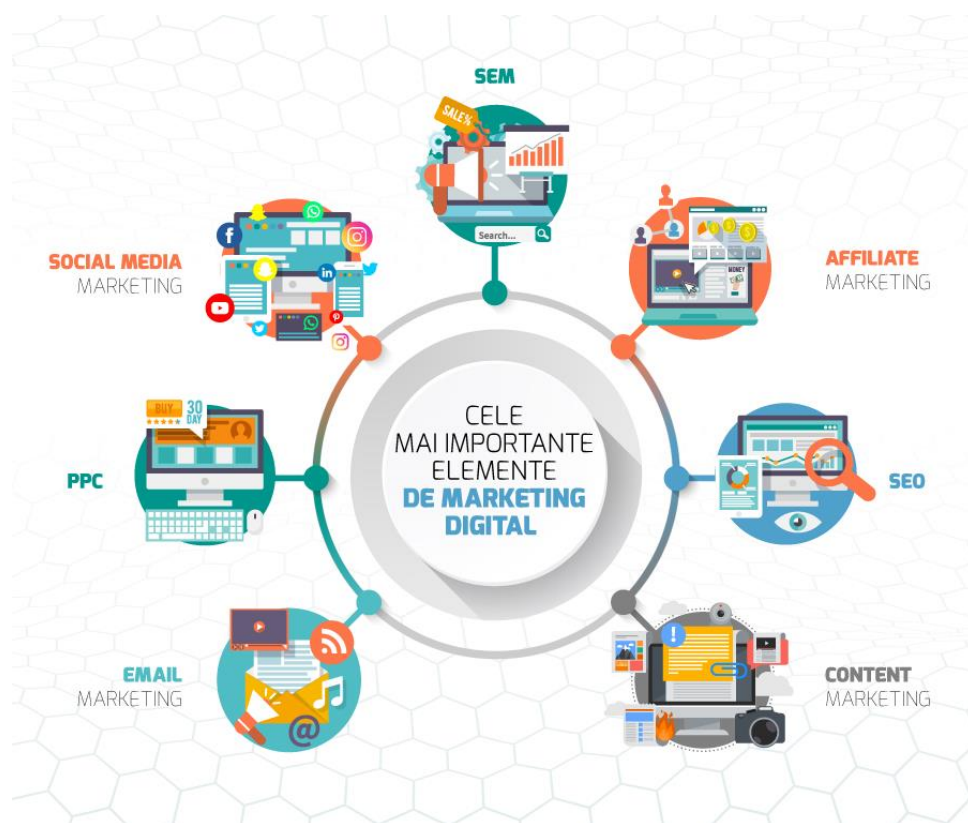 SEM
SALE%
Search...
SOCIAL MEDIA
MARKETING
AFFILIATE
MARKETING
MONEY
CELE
MAI IMPORTANTE
ELEMENTE
DE MARKETING
DIGITAL
BUY
30
DAY
PPC
SEO
EMAIL
MARKETING
@
CONTENT
MARKETING